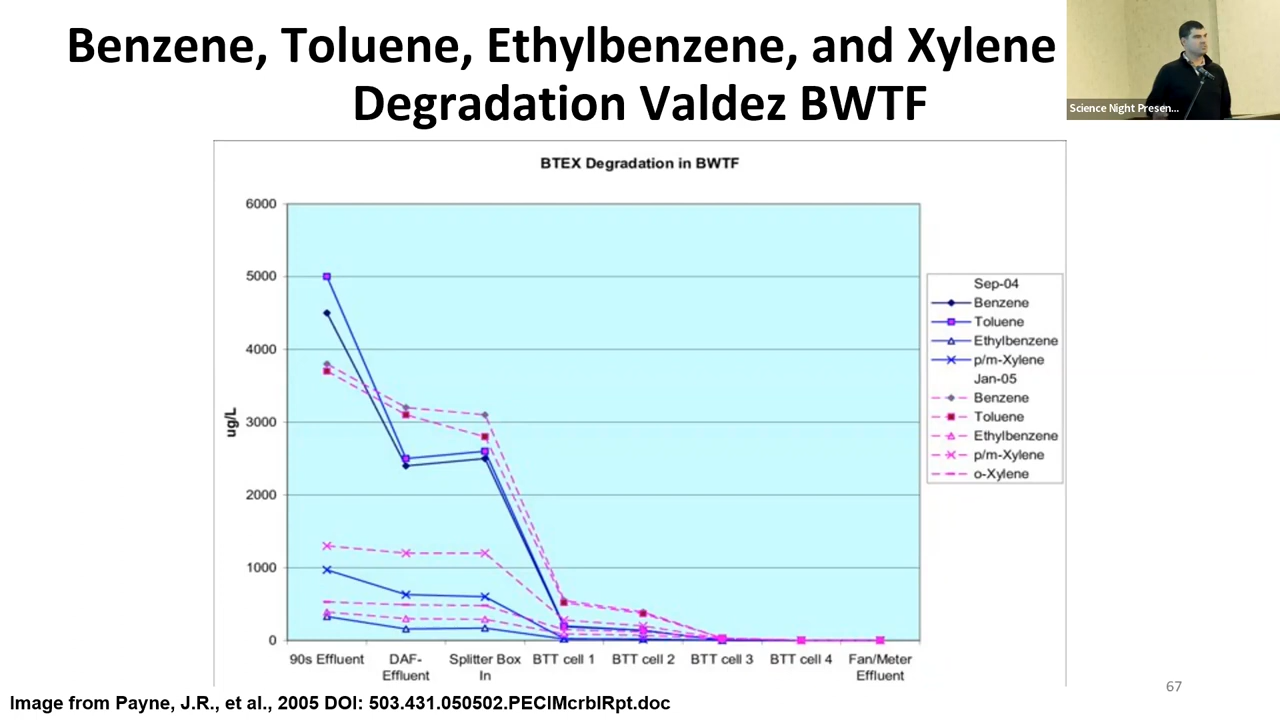 Benzene, Toluene, Ethylbenzene, and Xylene
Degradation Valdez BWTF
Science Night Presen...
BTEX Degradation in BWTF
6000
5000
4000
3000
2000
1000
0
ug/L
90s Effluent
DAF-
Effluent
Splitter Box
In
BTT cell 1
BTT cell 2
BTT cell 3
BTT cell 4
Fan/Meter
Effluent
Sep-04
Benzene
Toluene
Ethylbenzene
p/m-Xylene
Jan-05
Benzene
Toluene
Ethylbenzene
p/m-Xylene
o-Xylene
67
Image from Payne, J.R., et al., 2005 DOI: 503.431.050502.PECIMcrblRpt.doc